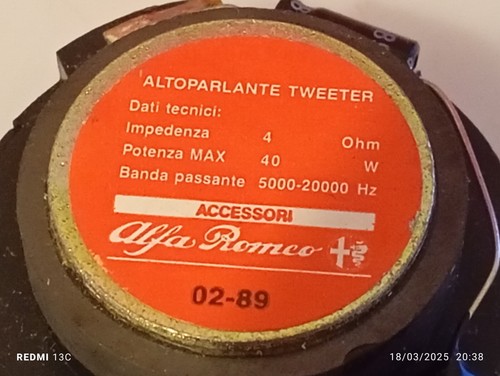 ALTOPARLANTE TWEETER
Dati tecnici:
Impedenza 4 Ohm
Potenza MAX 40 W
Banda passante 5000-20000 Hz
ACCESSORI
Alfa Romeo
02-89
REDMI 13C 18/03/2025 20:38